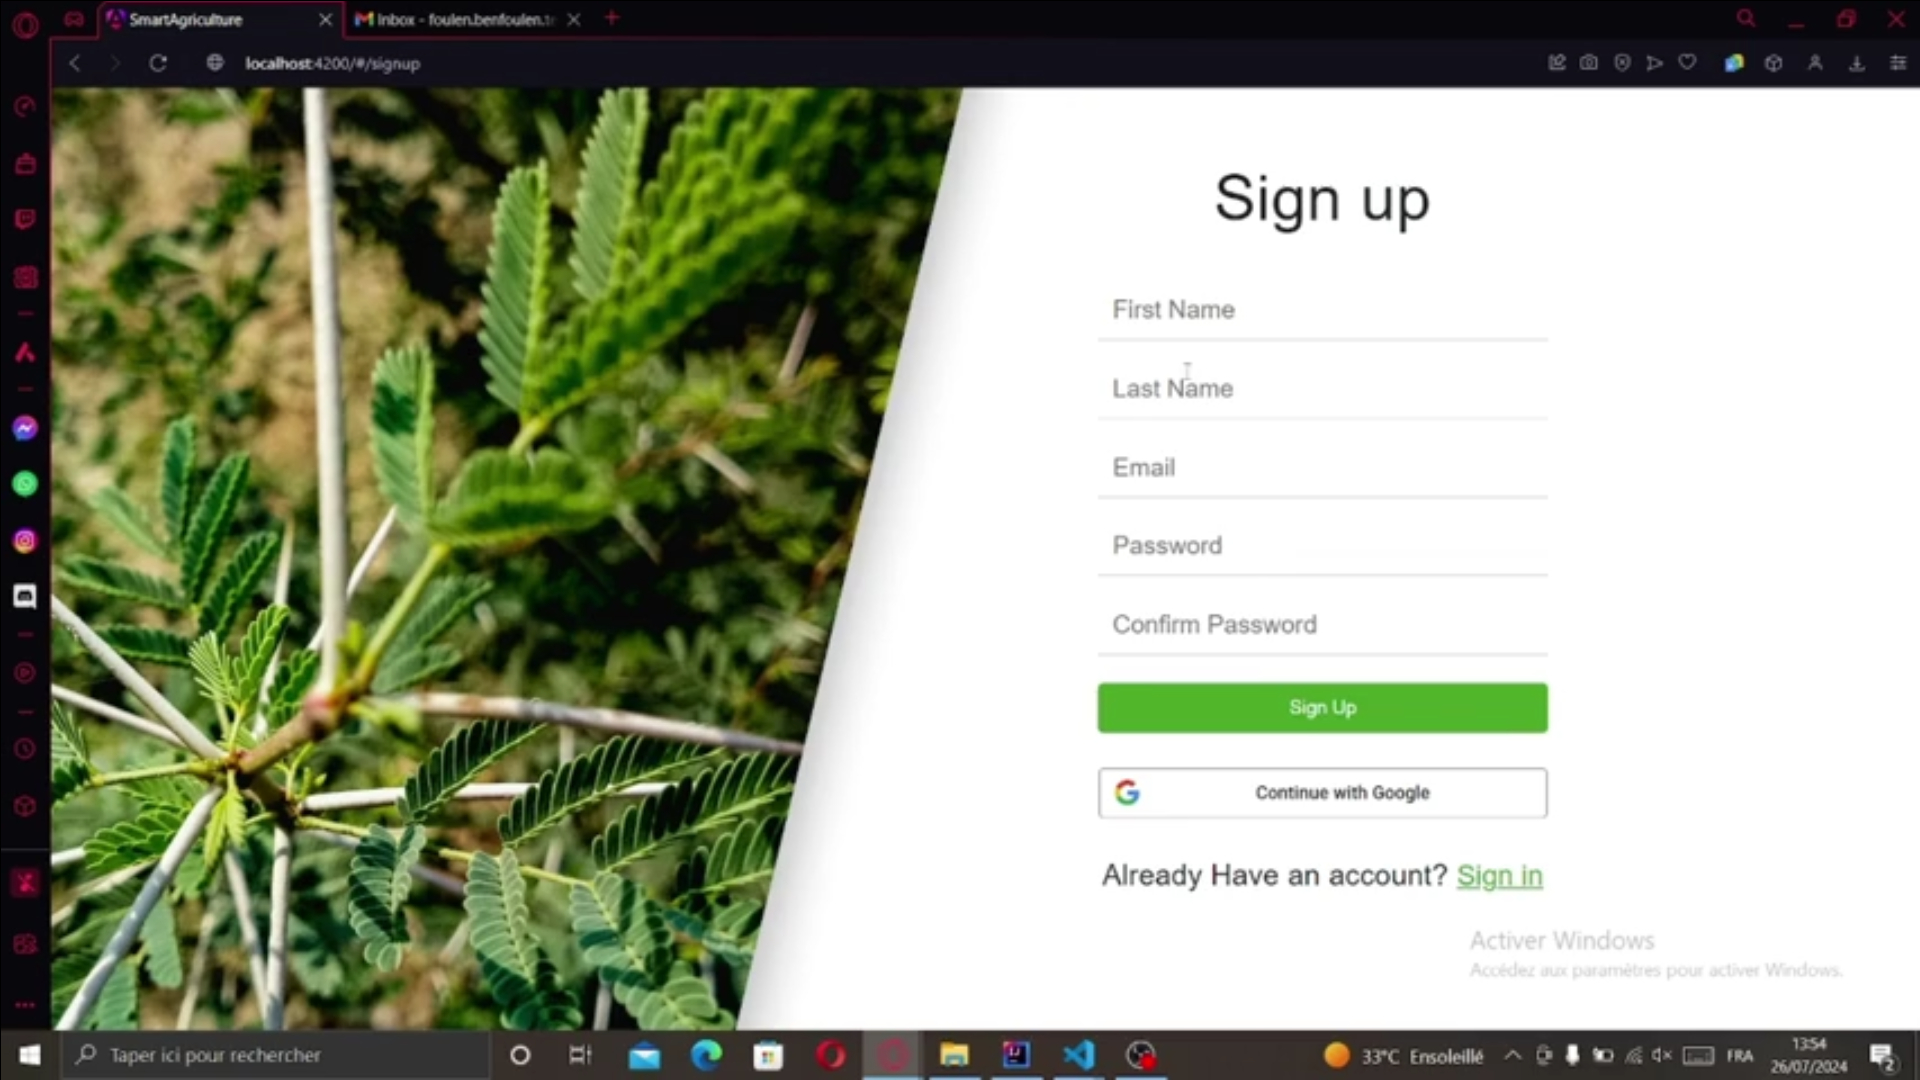 SmartAgriculture
Inbox - foulen.benfoulen.t
localhost:4200/#/signup
Sign up
First Name
Last Name
Email
Password
Confirm Password
Sign Up
Continue with Google
Already Have an account? Sign in
Activer Windows
Accédez aux paramètres pour activer Windows.
Taper ici pour rechercher
33°C Ensoleillé
FRA
13:54
26/07/2024
2